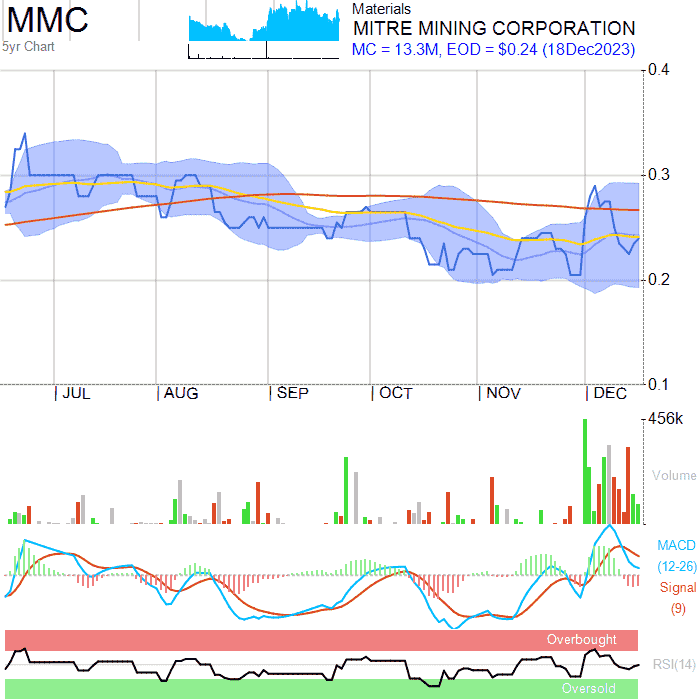 MMC
5yr Chart
Materials
MITRE MINING CORPORATION
MC = 13.3M, EOD = $0.24 (18Dec2023)
0.4
0.3
0.2
0.1
JUL AUG SEP OCT NOV DEC
456k
Volume
MACD
(12-26)
Signal
(9)
Overbought
RSI(14)
Oversold